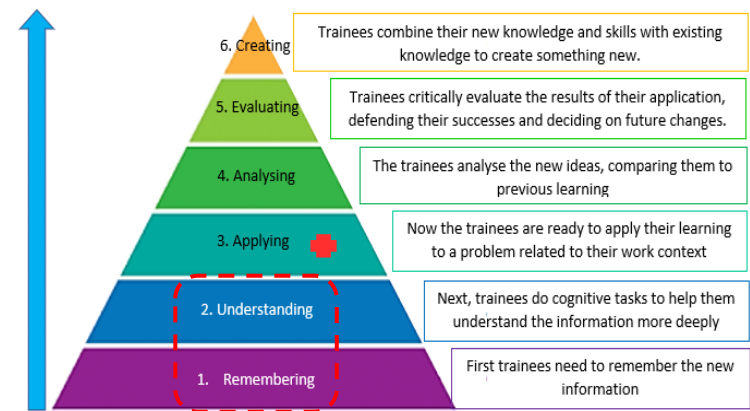 6. Creating
Trainees combine their new knowledge and skills with existing
knowledge to create something new.
5. Evaluating
Trainees critically evaluate the results of their application,
defending their successes and deciding on future changes.
4. Analysing
The trainees analyse the new ideas, comparing them to
previous learning
3. Applying
Now the trainees are ready to apply their learning
to a problem related to their work context
2. Understanding
Next, trainees do cognitive tasks to help them
understand the information more deeply
1. Remembering
First trainees need to remember the new
information